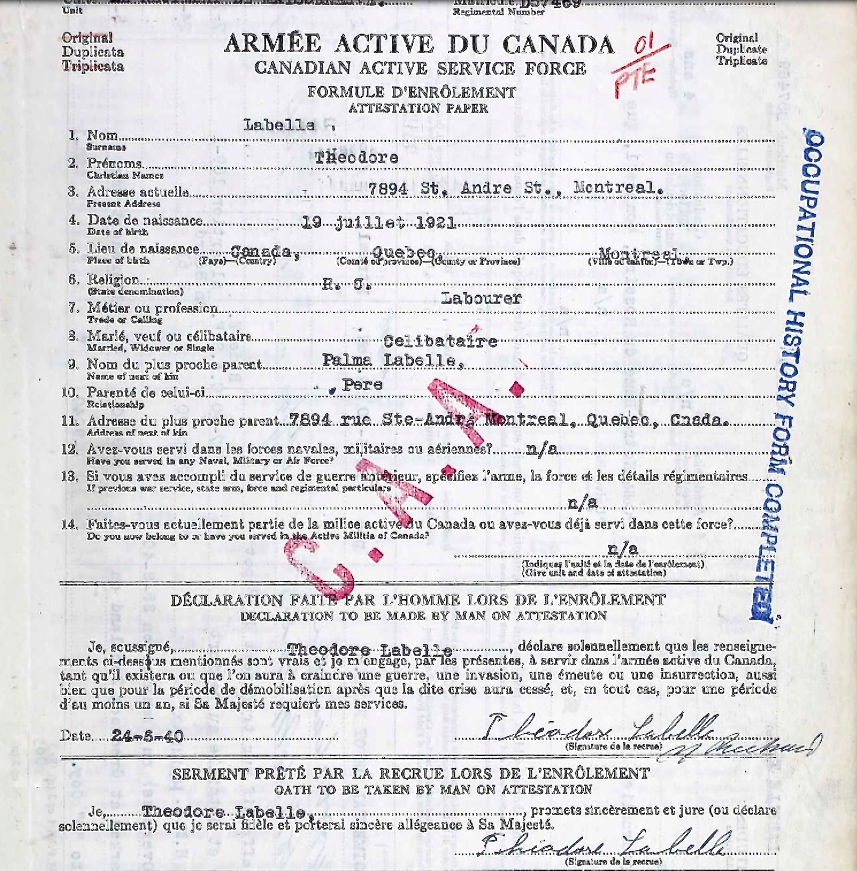 Unit
D57469
Regimental Number
Original
Duplicata
Triplicata
ARMÉE ACTIVE DU CANADA
CANADIAN ACTIVE SERVICE FORCE
01
PTE
Original
Duplicate
Triplicate
FORMULE D'ENRÔLEMENT
ATTESTATION PAPER
1. Nom Labelle
Surname
2. Prénoms Theodore
Christian Names
3. Adresse actuelle 7894 St. Andre St., Montreal.
Present Address
4. Date de naissance 19 juillet 1921
Date of birth
5. Lieu de naissance Canada, Quebec, Montreal
Place of birth (Pays)—(Country) (Comté ou province)—(County or Province) (Ville ou canton)—(Town or Twp.)
6. Religion R. C.
(State denomination)
7. Métier ou profession Labourer
Trade or Calling
8. Marié, veuf ou célibataire Celibataire
Married, Widower or Single
9. Nom du plus proche parent Palma Labelle,
Name of next of kin
10. Parenté de celui-ci Pere
Relationship
11. Adresse du plus proche parent 7894 rue Ste-Andre Montreal, Quebec, Cnada.
Address of next of kin
12. Avez-vous servi dans les forces navales, militaires ou aériennes? n/a
Have you served in any Naval, Military or Air Force?
13. Si vous avez accompli du service de guerre antérieur, spécifiez l'arme, la force et les détails régimentaires
If previous war service, state arm, force and regimental particulars
n/a
14. Faites-vous actuellement partie de la milice active du Canada ou avez-vous déjà servi dans cette force?
Do you now belong to or have you served in the Active Militia of Canada?
n/a
(Indiquez l'unité et la date de l'enrôlement)
(Give unit and date of attestation)
C.A.A.
OCCUPATIONAL HISTORY FORM COMPLETED
DÉCLARATION FAITE PAR L'HOMME LORS DE L'ENRÔLEMENT
DECLARATION TO BE MADE BY MAN ON ATTESTATION
Je, soussigné, Theodore Labelle, déclare solennellement que les renseigne-
ments ci-dessus mentionnés sont vrais et je m'engage, par les présentes, à servir dans l'armée active du Canada,
tant qu'il existera ou que l'on aura à craindre une guerre, une invasion, une émeute ou une insurrection, aussi
bien que pour la période de démobilisation après que la dite crise aura cessé, et, en tout cas, pour une période
d'au moins un an, si Sa Majesté requiert mes services.
Date 24-6-40 Théodore Labelle
(Signature de la recrue)
SERMENT PRÊTÉ PAR LA RECRUE LORS DE L'ENRÔLEMENT
OATH TO BE TAKEN BY MAN ON ATTESTATION
Je, Theodore Labelle, promets sincèrement et jure (ou déclare
solennellement) que je serai fidèle et porterai sincère allégeance à Sa Majesté.
Théodore Labelle
(Signature de la recrue)